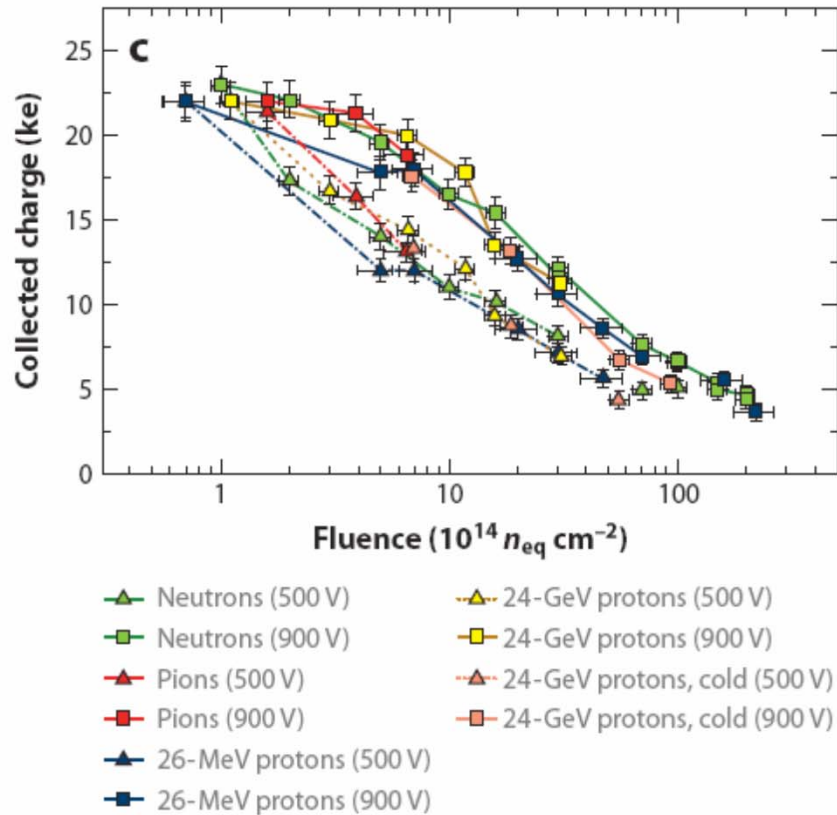 c
25
20
15
10
5
0
Collected charge (ke)
1 10 100
Fluence (10¹⁴ n_eq cm⁻²)
Neutrons (500 V)
Neutrons (900 V)
Pions (500 V)
Pions (900 V)
26-MeV protons (500 V)
26-MeV protons (900 V)
24-GeV protons (500 V)
24-GeV protons (900 V)
24-GeV protons, cold (500 V)
24-GeV protons, cold (900 V)